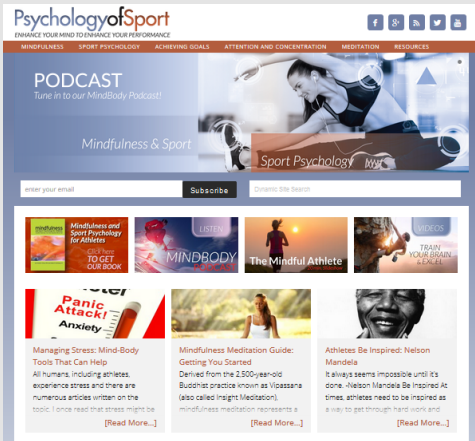 PsychologyofSport
ENHANCE YOUR MIND TO ENHANCE YOUR PERFORMANCE
MINDFULNESS SPORT PSYCHOLOGY ACHIEVING GOALS ATTENTION AND CONCENTRATION MEDITATION RESOURCES
PODCAST
Tune in to our MindBody Podcast!
Mindfulness & Sport
Sport Psychology
enter your email
Subscribe
Dynamic Site Search
mindfulness
Mindfulness and
Sport Psychology
for Athletes
Click here
TO GET
OUR BOOK
LISTEN
MINDBODY
PODCAST
The Mindful Athlete
VIDEOS
TRAIN
YOUR BRAIN
& EXCEL
Panic
Attack!
Anxiety
Managing Stress: Mind-Body
Tools That Can Help
All humans, including athletes,
experience stress and there are
numerous articles written on the
topic. I once read that stress might be
[Read More...]
Mindfulness Meditation Guide:
Getting You Started
Derived from the 2,500-year-old
Buddhist practice known as Vipassana
(also called Insight Meditation),
mindfulness meditation represents a
[Read More...]
Athletes Be Inspired: Nelson
Mandela
It always seems impossible until it's
done. -Nelson Mandela Be Inspired At
times, athletes need to be inspired as
a way to get through hard work and
[Read More...]